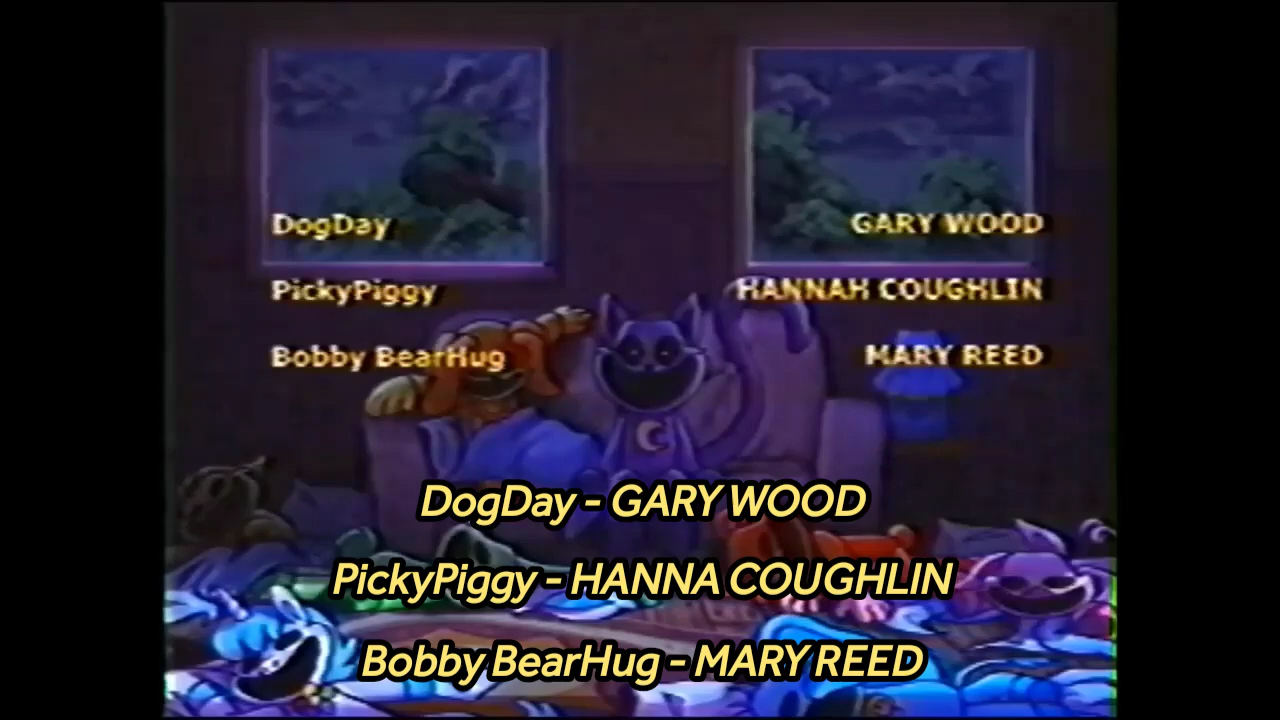 DogDay GARY WOOD
PickyPiggy HANNAH COUGHLIN
Bobby BearHug MARY REED
DogDay - GARY WOOD
PickyPiggy - HANNA COUGHLIN
Bobby BearHug - MARY REED